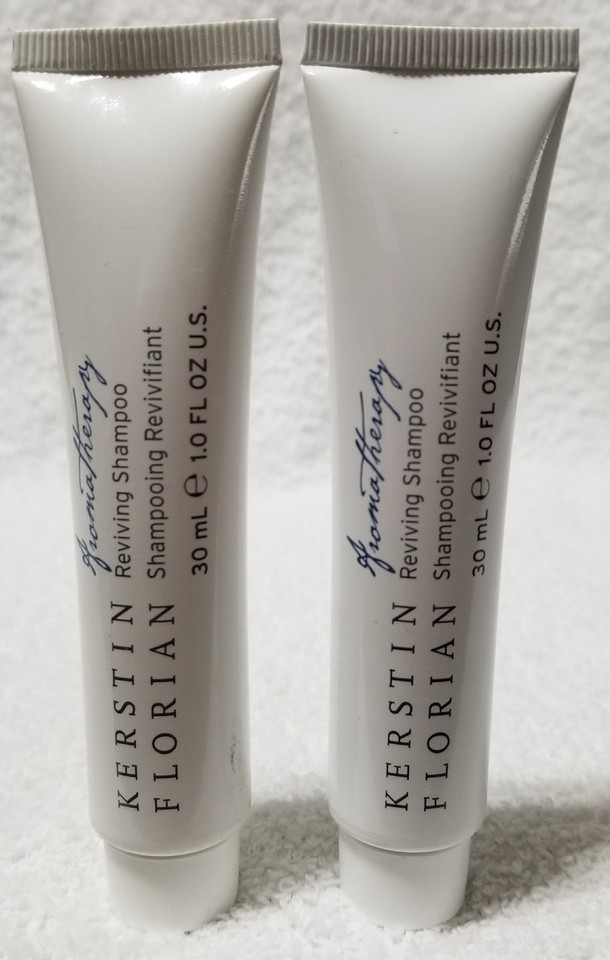 Aromatherapy
Reviving Shampoo
Shampooing Revivifiant
30 mL ℮ 1.0 FL OZ U.S.
KERSTIN
FLORIAN
Aromatherapy
Reviving Shampoo
Shampooing Revivifiant
30 mL ℮ 1.0 FL OZ U.S.
KERSTIN
FLORIAN